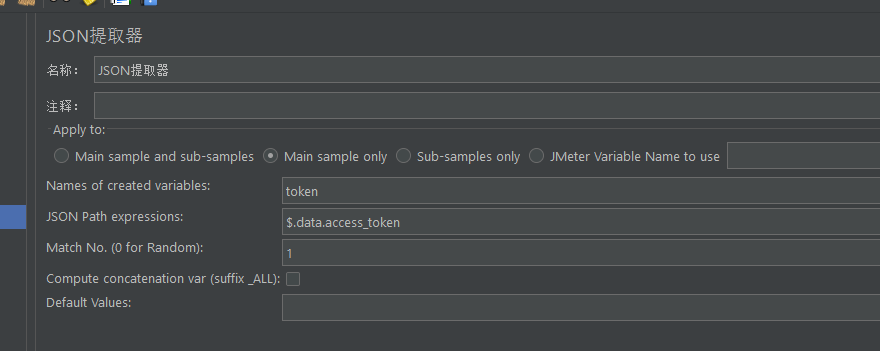 JSON提取器
名称： JSON提取器
注释：
Apply to:
Main sample and sub-samples Main sample only Sub-samples only JMeter Variable Name to use
Names of created variables: token
JSON Path expressions: $.data.access_token
Match No. (0 for Random): 1
Compute concatenation var (suffix _ALL):
Default Values: